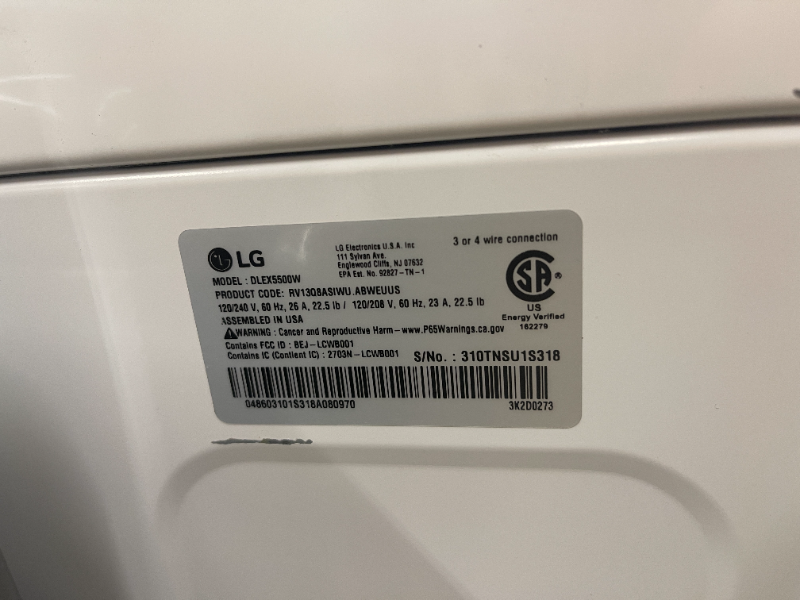 LG
LG Electronics U.S.A. Inc
111 Sylvan Ave.
Englewood Cliffs, NJ 07632
EPA Est. No. 92827-TN-1
3 or 4 wire connection
MODEL : DLEX5500W
PRODUCT CODE: RV13Q8ASIWU.ABWEUUS
120/240 V, 60 Hz, 26 A, 22.5 lb / 120/208 V, 60 Hz, 23 A, 22.5 lb
ASSEMBLED IN USA
WARNING : Cancer and Reproductive Harm-www.P65Warnings.ca.gov
Contains FCC ID : BEJ-LCWB001
Contains IC (Contient IC) : 2703N-LCWB001
SA
US
Energy Verified
162279
S/No. : 310TNSU1S318
048603101S318A080970
3K2D0273